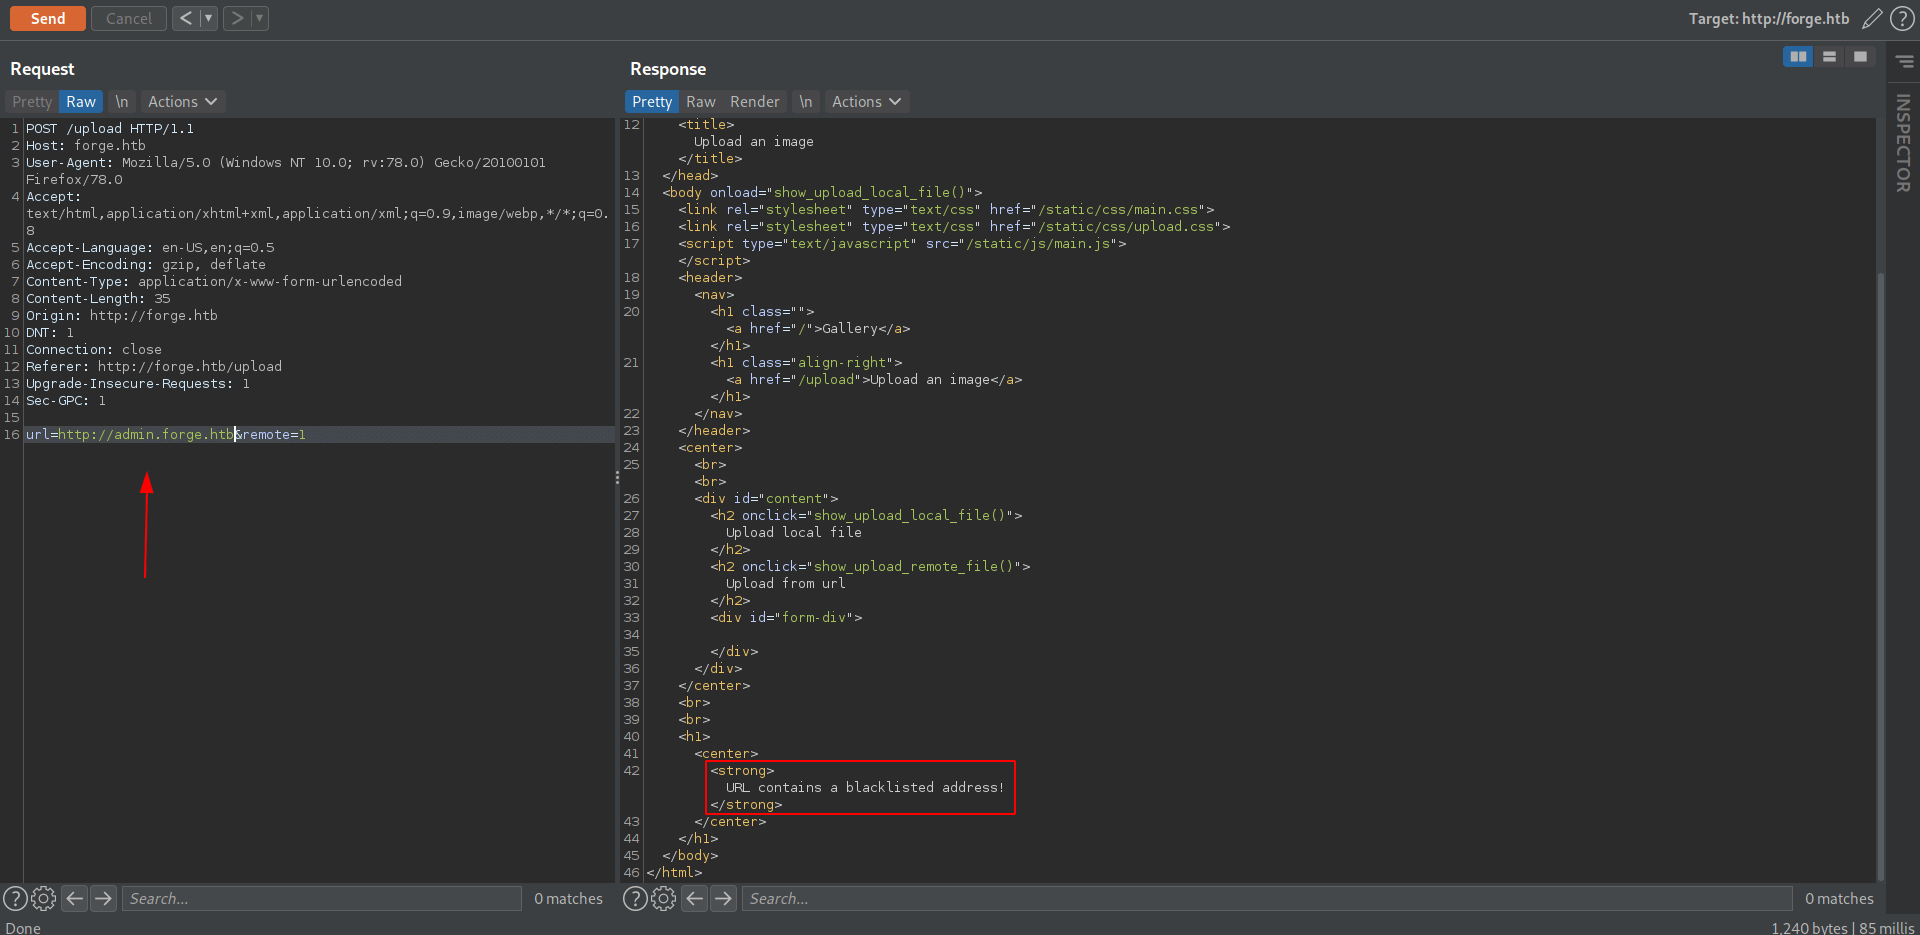 Send Cancel < ▼ > ▼ Target: http://forge.htb ?
Request
Pretty Raw \n Actions
1 POST /upload HTTP/1.1
2 Host: forge.htb
3 User-Agent: Mozilla/5.0 (Windows NT 10.0; rv:78.0) Gecko/20100101
Firefox/78.0
4 Accept:
text/html,application/xhtml+xml,application/xml;q=0.9,image/webp,*/*;q=0.
8
5 Accept-Language: en-US,en;q=0.5
6 Accept-Encoding: gzip, deflate
7 Content-Type: application/x-www-form-urlencoded
8 Content-Length: 35
9 Origin: http://forge.htb
10 DNT: 1
11 Connection: close
12 Referer: http://forge.htb/upload
13 Upgrade-Insecure-Requests: 1
14 Sec-GPC: 1
15
16 url=http://admin.forge.htb&remote=1
? Search... 0 matches
Response
Pretty Raw Render \n Actions
12 <title>
Upload an image
</title>
13 </head>
14 <body onload="show_upload_local_file()">
15 <link rel="stylesheet" type="text/css" href="/static/css/main.css">
16 <link rel="stylesheet" type="text/css" href="/static/css/upload.css">
17 <script type="text/javascript" src="/static/js/main.js">
</script>
18 <header>
19 <nav>
20 <h1 class="">
<a href="/">Gallery</a>
</h1>
21 <h1 class="align-right">
<a href="/upload">Upload an image</a>
</h1>
22 </nav>
23 </header>
24 <center>
25 <br>
<br>
26 <div id="content">
27 <h2 onclick="show_upload_local_file()">
28 Upload local file
29 </h2>
30 <h2 onclick="show_upload_remote_file()">
31 Upload from url
32 </h2>
33 <div id="form-div">
34
35 </div>
36 </div>
37 </center>
38 <br>
39 <br>
40 <h1>
41 <center>
42 <strong>
URL contains a blacklisted address!
</strong>
43 </center>
44 </h1>
45 </body>
46 </html>
? Search... 0 matches
INSPECTOR
Done 1,240 bytes | 85 millis